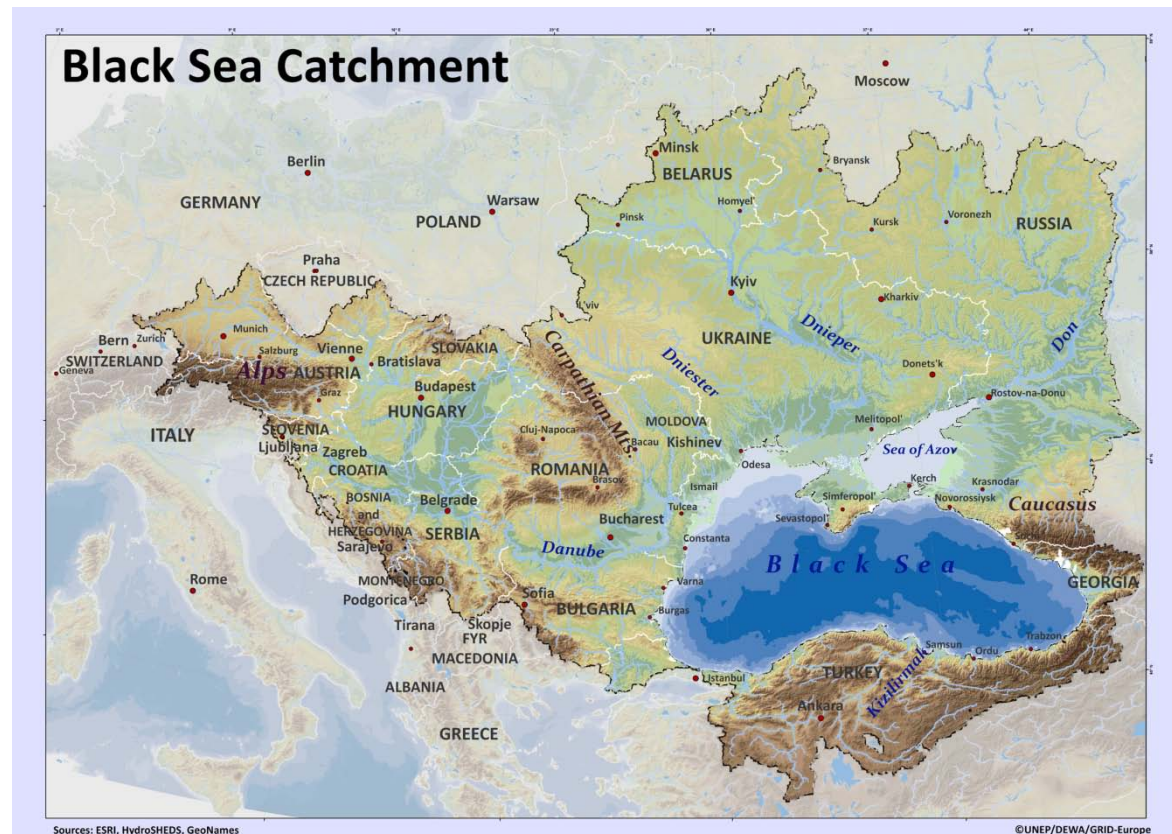 Black Sea Catchment
Moscow
Minsk
BELARUS
Bryansk
Berlin
GERMANY
Warsaw
POLAND
Pinsk
Homyel'
Kursk
Voronezh
RUSSIA
Praha
CZECH REPUBLIC
Kyiv
Kharkiv
L'viv
UKRAINE
Dnieper
Don
Bern
Zurich
SWITZERLAND
Geneva
Munich
Salzburg
Alps
AUSTRIA
Vienne
Bratislava
SLOVAKIA
Carpathian Mts.
Dniester
Donets'k
Rostov-na-Donu
Graz
Budapest
HUNGARY
Cluj-Napoca
MOLDOVA
Bacau
Kishinev
Melitopol'
ITALY
SLOVENIA
Ljubljana
Zagreb
CROATIA
ROMANIA
Brasov
Odesa
Sea of Azov
Ismail
Kerch
Krasnodar
BOSNIA
and
HERZEGOVINA
Sarajevo
Belgrade
SERBIA
Bucharest
Tulcea
Simferopol'
Novorossiysk
Caucasus
Sevastopol'
Danube
Constanta
Black Sea
GEORGIA
Rome
MONTENEGRO
Podgorica
Sofia
BULGARIA
Varna
Burgas
Tirana
Skopje
FYR
MACEDONIA
ALBANIA
GREECE
I.Istanbul
TURKEY
Ankara
Kizilirmak
Samsun
Ordu
Trabzon
Sources: ESRI, HydroSHEDS, GeoNames
©UNEP/DEWA/GRID-Europe